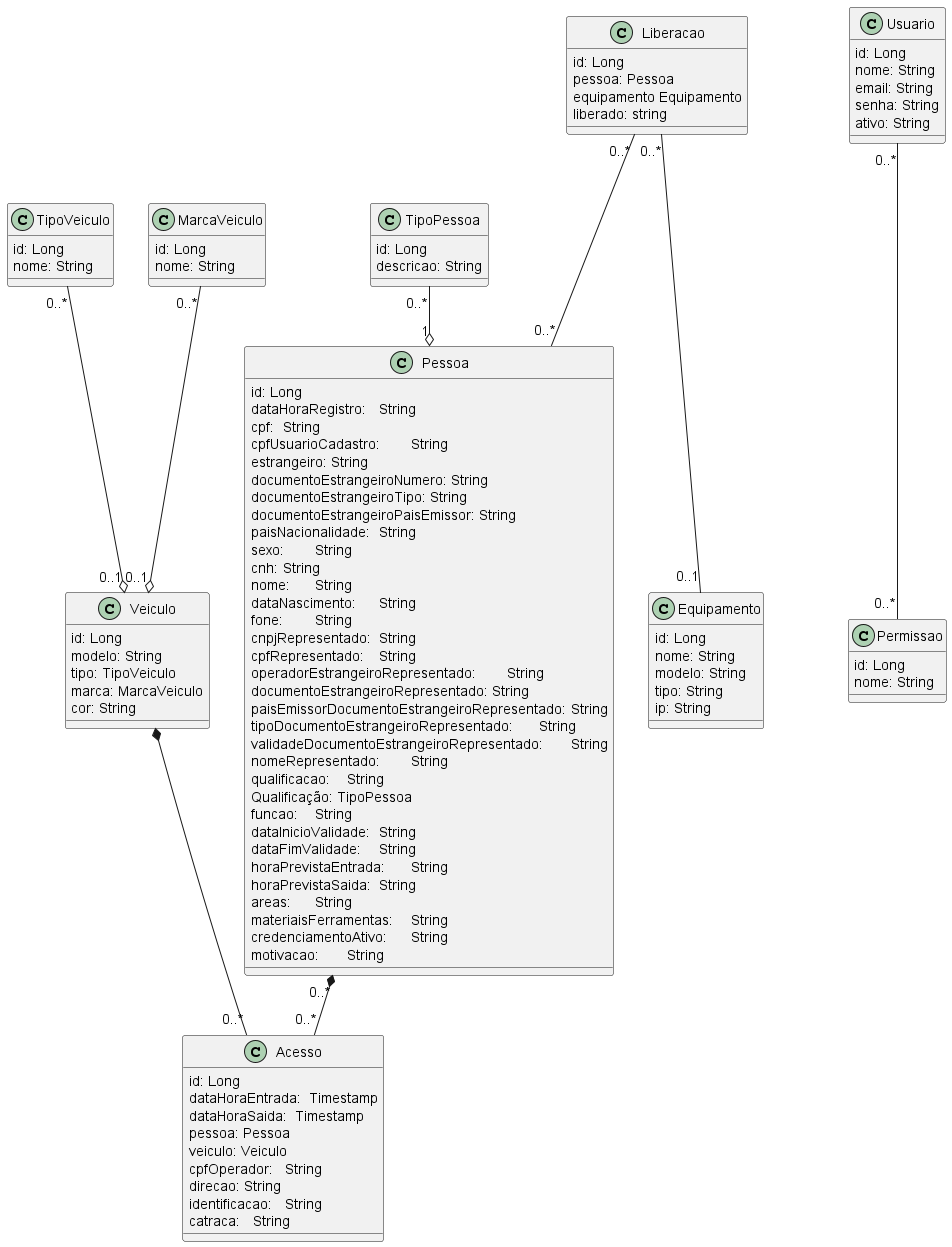 C Liberacao
id: Long
pessoa: Pessoa
equipamento Equipamento
liberado: string
C Usuario
id: Long
nome: String
email: String
senha: String
ativo: String
0..* 0..*
0..*
C TipoVeiculo
id: Long
nome: String
C MarcaVeiculo
id: Long
nome: String
C TipoPessoa
id: Long
descricao: String
0..* 0..* 0..*
1 0..*
C Pessoa
id: Long
dataHoraRegistro: String
cpf: String
cpfUsuarioCadastro: String
estrangeiro: String
documentoEstrangeiroNumero: String
documentoEstrangeiroTipo: String
documentoEstrangeiroPaisEmissor: String
paisNacionalidade: String
sexo: String
cnh: String
nome: String
dataNascimento: String
fone: String
cnpjRepresentado: String
cpfRepresentado: String
operadorEstrangeiroRepresentado: String
documentoEstrangeiroRepresentado: String
paisEmissorDocumentoEstrangeiroRepresentado: String
tipoDocumentoEstrangeiroRepresentado: String
validadeDocumentoEstrangeiroRepresentado: String
nomeRepresentado: String
qualificacao: String
Qualificação: TipoPessoa
funcao: String
dataInicioValidade: String
dataFimValidade: String
horaPrevistaEntrada: String
horaPrevistaSaida: String
areas: String
materiaisFerramentas: String
credenciamentoAtivo: String
motivacao: String
0..1 0..1
0..1
0..*
C Veiculo
id: Long
modelo: String
tipo: TipoVeiculo
marca: MarcaVeiculo
cor: String
C Equipamento
id: Long
nome: String
modelo: String
tipo: String
ip: String
C Permissao
id: Long
nome: String
0..*
0..* 0..*
C Acesso
id: Long
dataHoraEntrada: Timestamp
dataHoraSaida: Timestamp
pessoa: Pessoa
veiculo: Veiculo
cpfOperador: String
direcao: String
identificacao: String
catraca: String